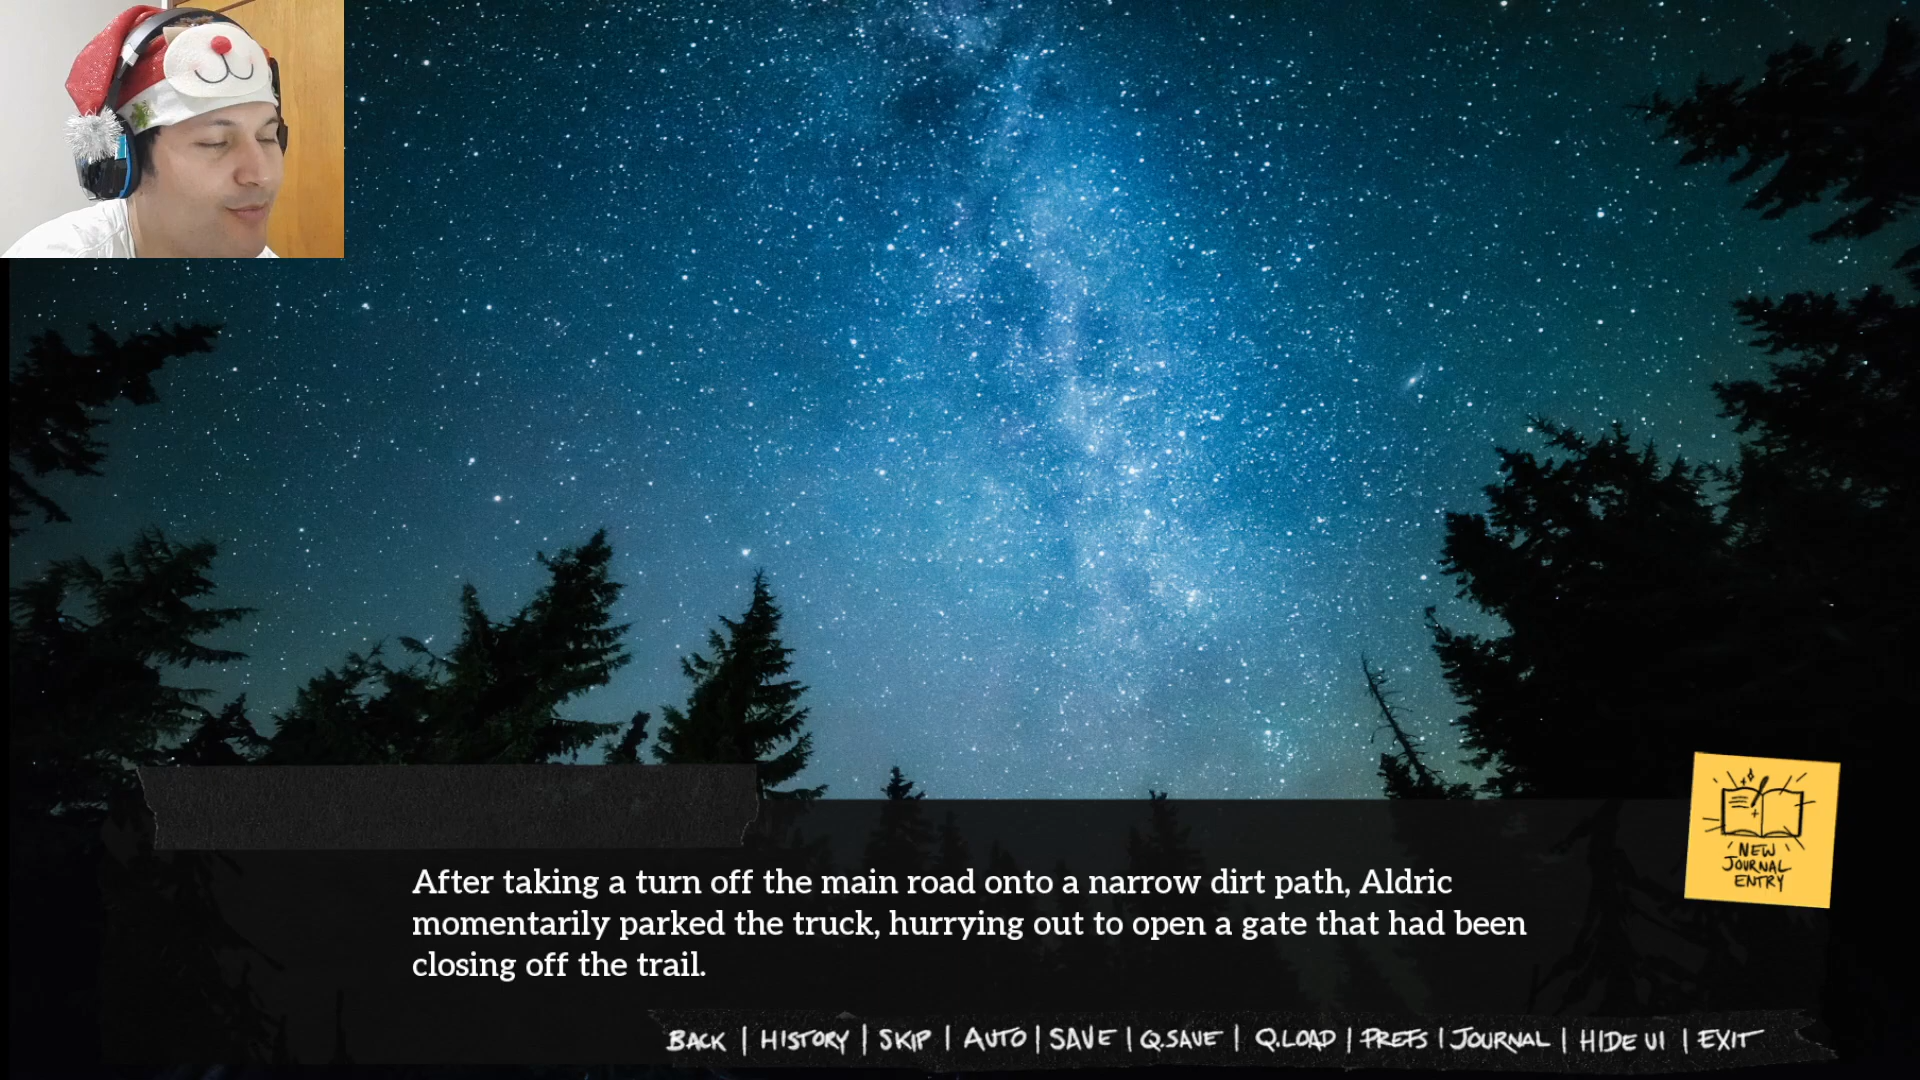 After taking a turn off the main road onto a narrow dirt path, Aldric
momentarily parked the truck, hurrying out to open a gate that had been
closing off the trail.
NEW
JOURNAL
ENTRY
BACK | HISTORY | SKIP | AUTO | SAVE | Q.SAVE | Q.LOAD | PREFS | JOURNAL | HIDE UI | EXIT